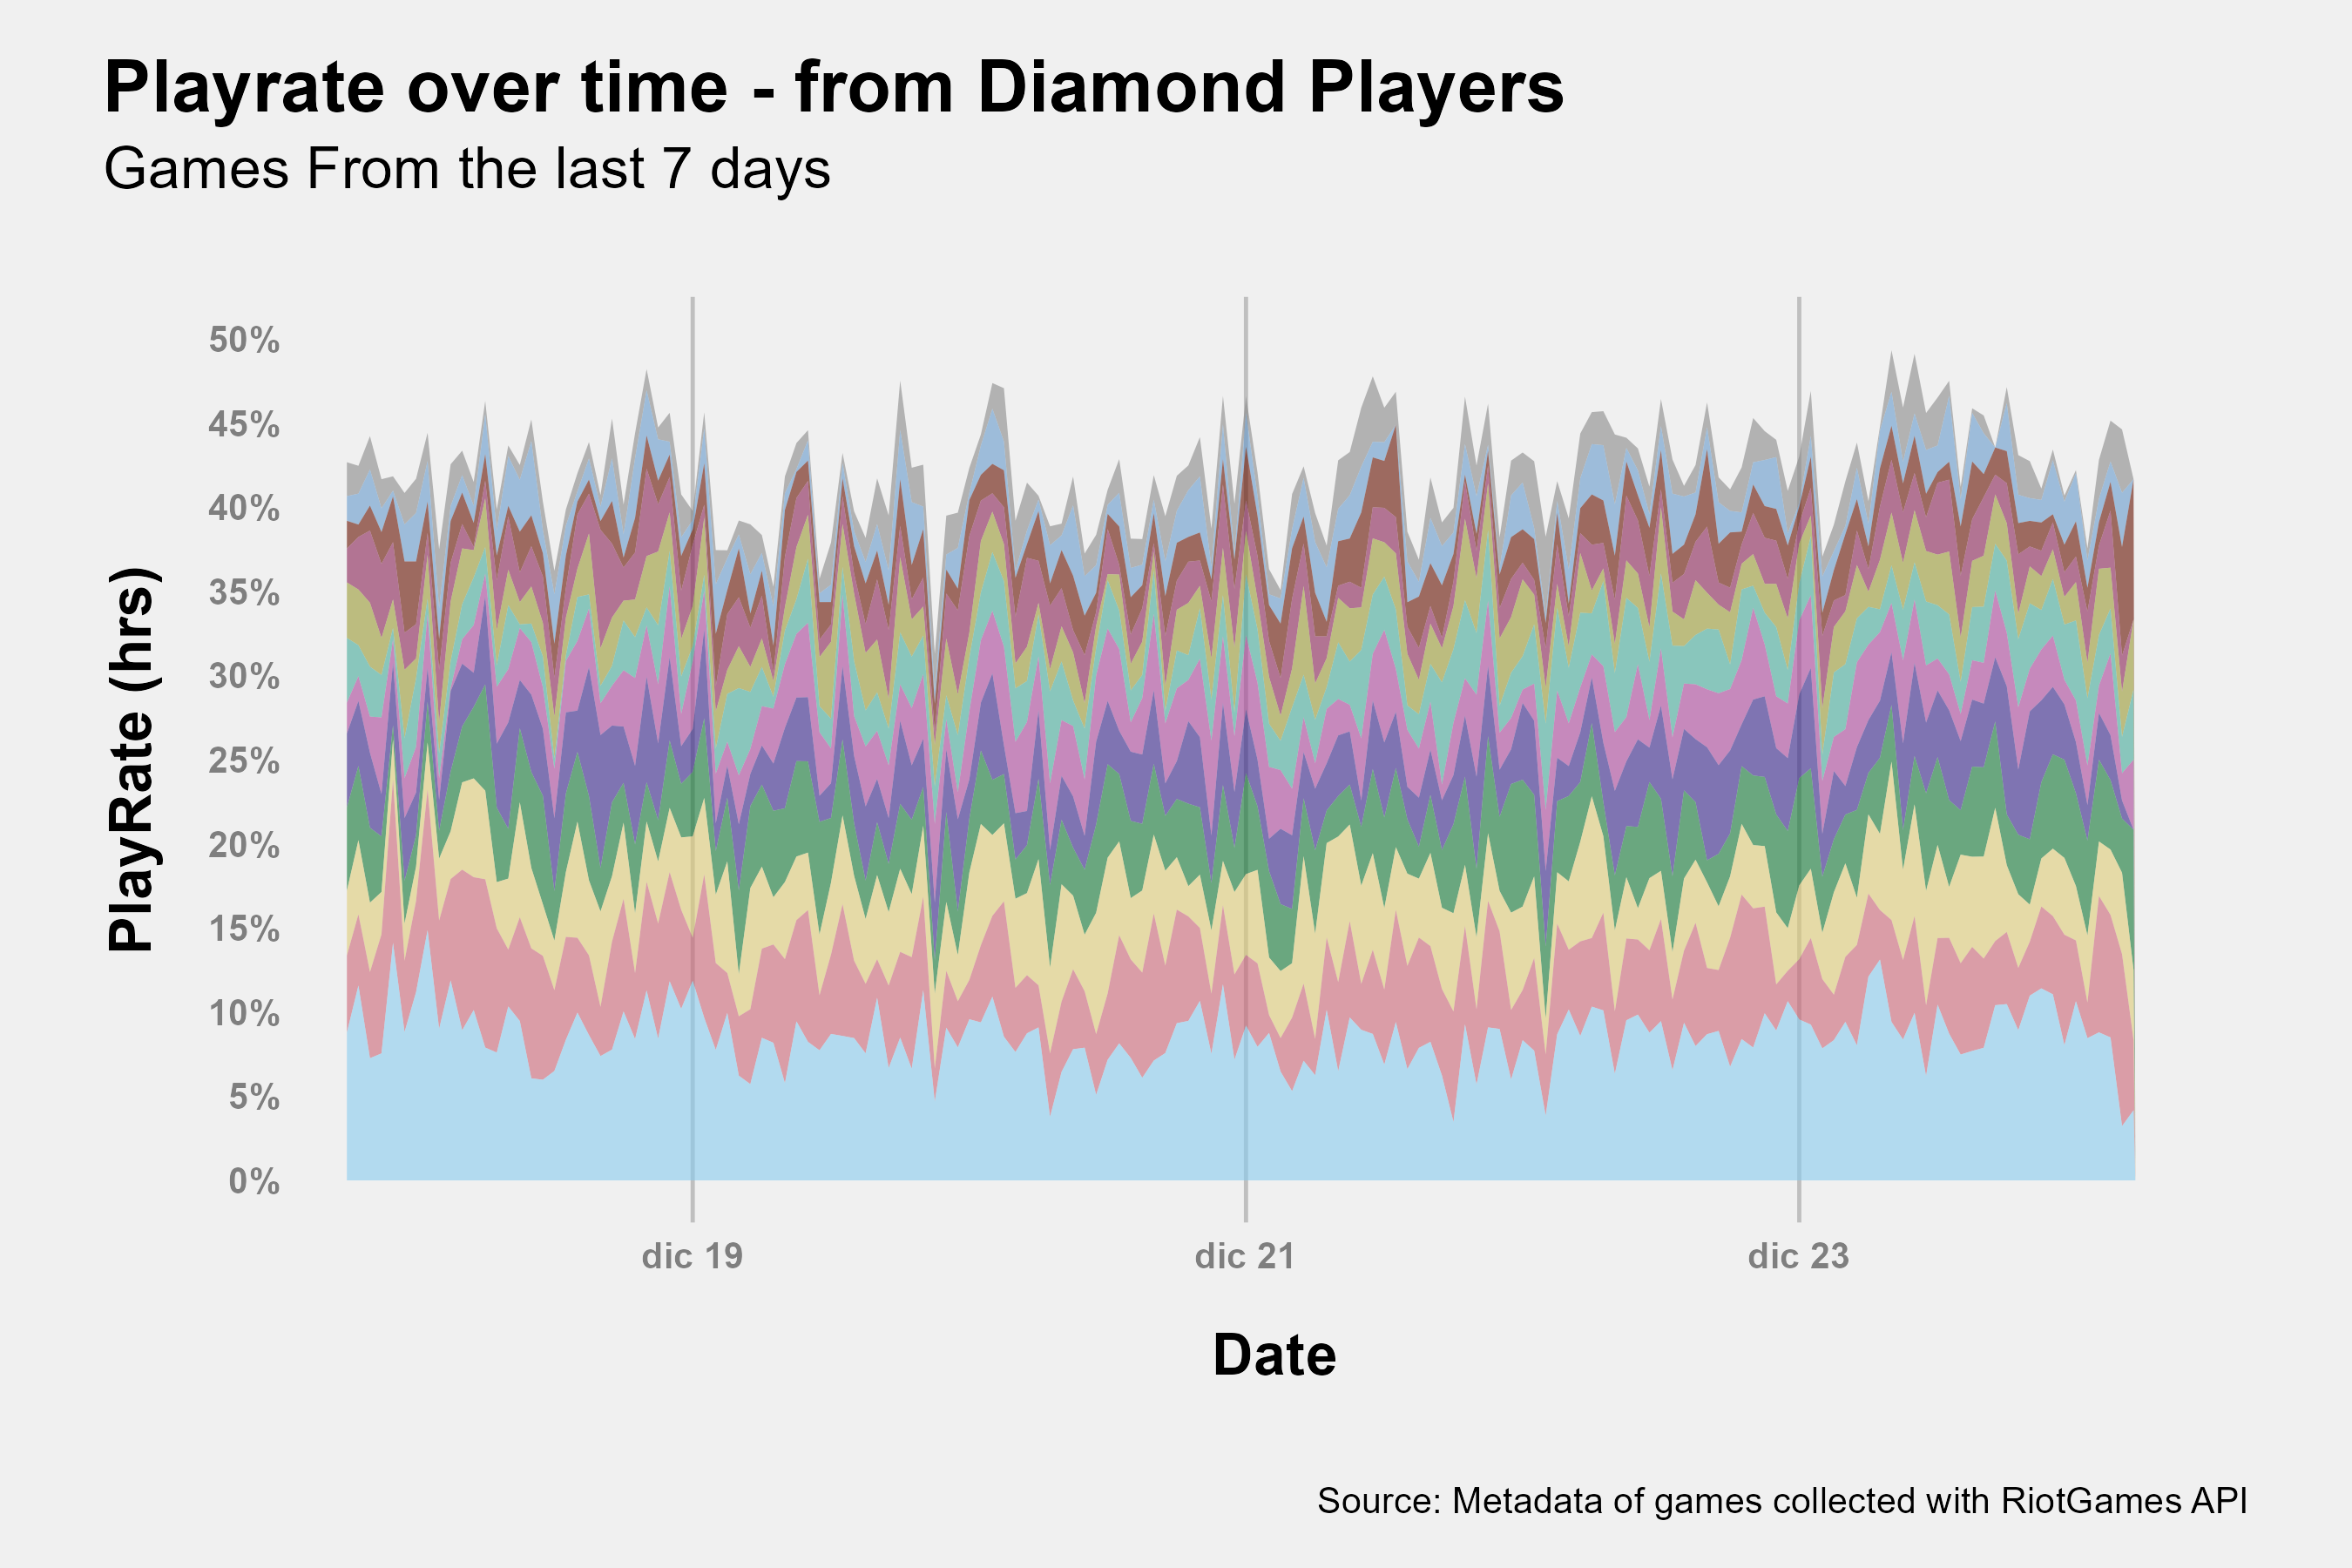 Playrate over time - from Diamond Players
Games From the last 7 days
PlayRate (hrs)
50%
45%
40%
35%
30%
25%
20%
15%
10%
5%
0%
dic 19
dic 21
dic 23
Date
Source: Metadata of games collected with RiotGames API